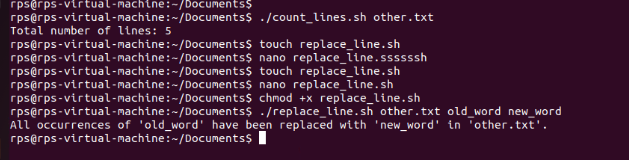 rps@rps-virtual-machine:~/Documents$
rps@rps-virtual-machine:~/Documents$ ./count_lines.sh other.txt
Total number of lines: 5
rps@rps-virtual-machine:~/Documents$ touch replace_line.sh
rps@rps-virtual-machine:~/Documents$ nano replace_line.ssssssh
rps@rps-virtual-machine:~/Documents$ touch replace_line.sh
rps@rps-virtual-machine:~/Documents$ nano replace_line.sh
rps@rps-virtual-machine:~/Documents$ chmod +x replace_line.sh
rps@rps-virtual-machine:~/Documents$ ./replace_line.sh other.txt old_word new_word
All occurrences of 'old_word' have been replaced with 'new_word' in 'other.txt'.
rps@rps-virtual-machine:~/Documents$